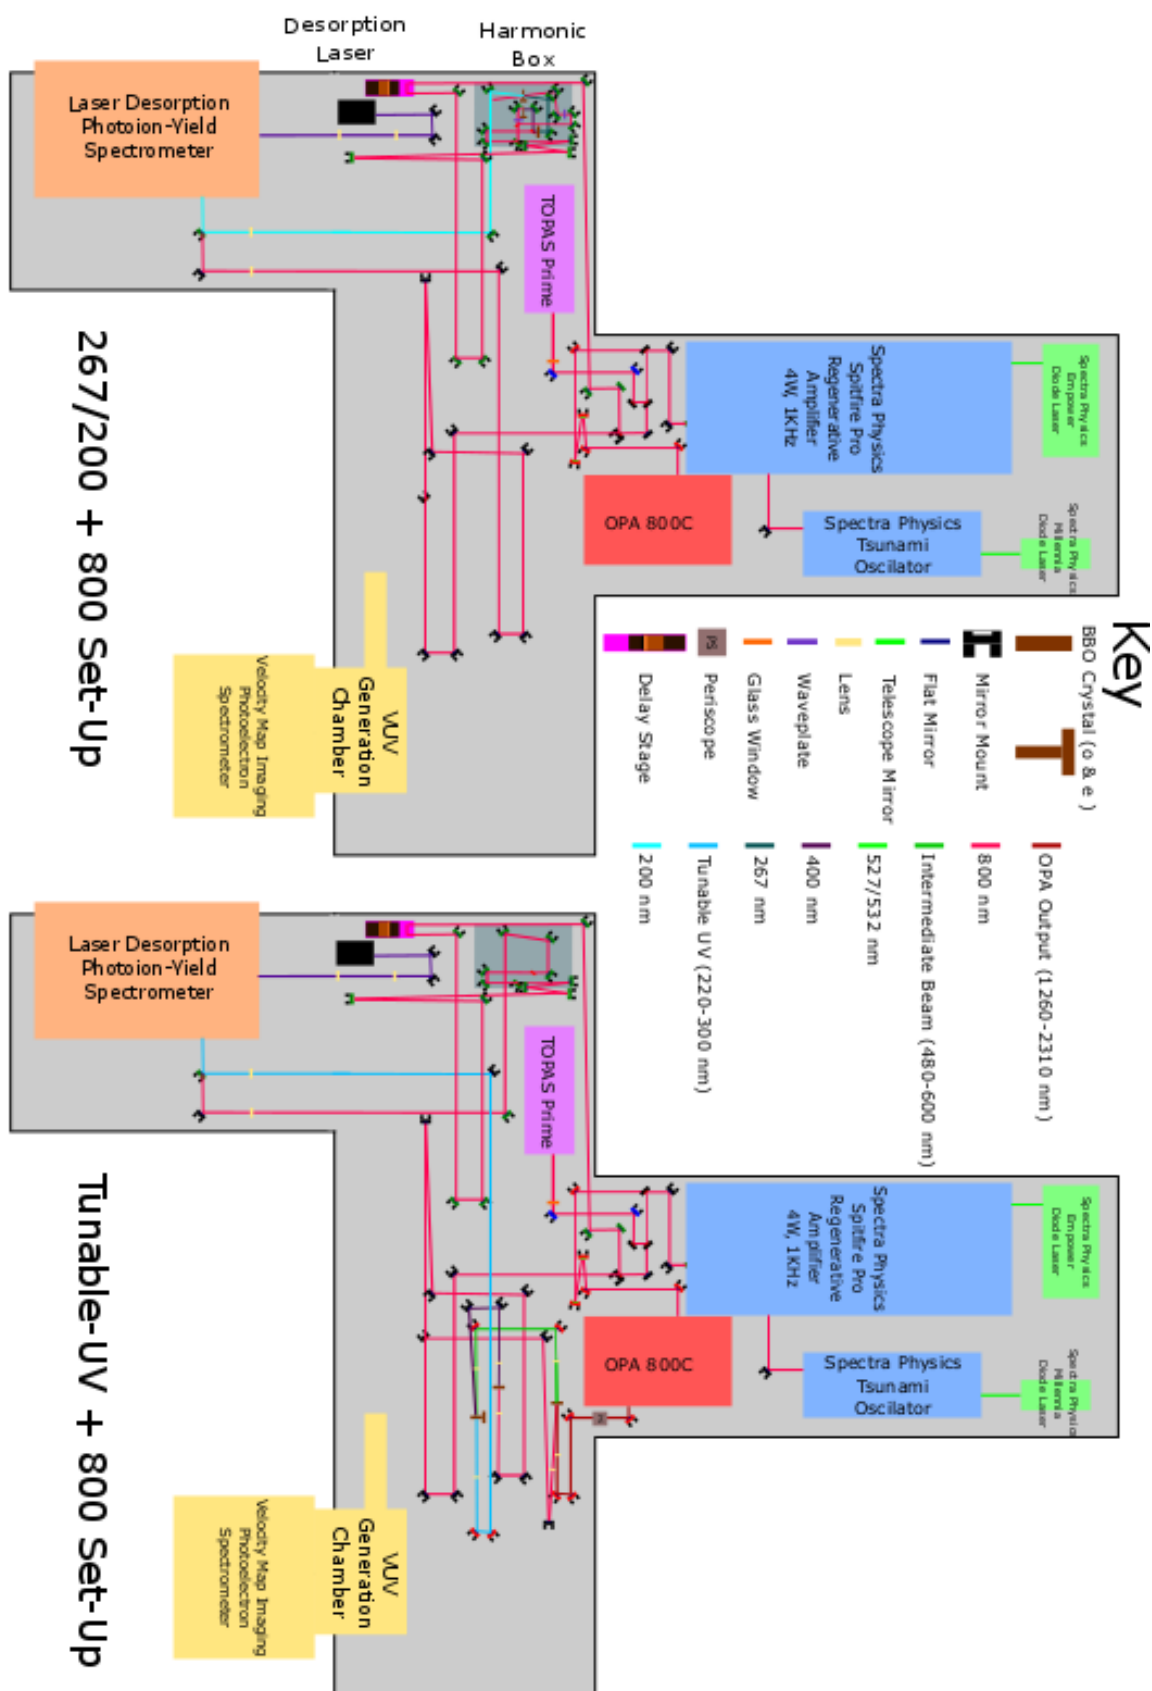 Desorption
Laser
Harmonic
Box
Laser Desorption
Photoion-Yield
Spectrometer
TOPAS Prime
Spectra Physics
Spitfire Pro
Regenerative
Amplifier
4W, 1KHz
Spectra Physics
Empower
Diode Laser
OPA 800C
Spectra Physics
Tsunami
Oscilator
Spectra Physics
Millennia
Diode Laser
VUV
Generation
Chamber
Velocity Map Imaging
Photoelectron
Spectrometer
267/200 + 800 Set-Up
Key
BBO Crystal (o & e )
Mirror Mount
Flat Mirror
Telescope Mirror
Lens
Waveplate
Glass Window
PS
Periscope
Delay Stage
OPA Output (1260-2310 nm)
800 nm
Intermediate Beam (480-600 nm)
527/532 nm
400 nm
267 nm
Tunable UV (220-300 nm)
200 nm
Laser Desorption
Photoion-Yield
Spectrometer
TOPAS Prime
Spectra Physics
Spitfire Pro
Regenerative
Amplifier
4W, 1KHz
Spectra Physics
Empower
Diode Laser
OPA 800C
PS
Spectra Physics
Tsunami
Oscilator
Spectra Physics
Millennia
Diode Laser
VUV
Generation
Chamber
Velocity Map Imaging
Photoelectron
Spectrometer
Tunable-UV + 800 Set-Up